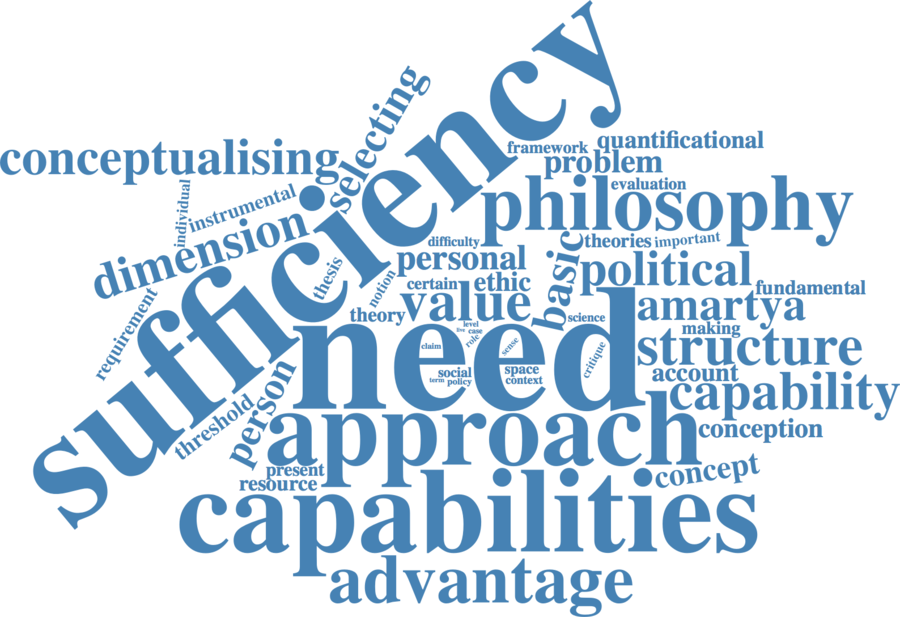 sufficiency
selecting
conceptualising
framework
quantificational
problem
individual
instrumental
evaluation
philosophy
dimension
difficulty
basic
theories
important
personal
thesis
notion
certain
ethic
political
value
fundamental
requirement
theory
amartya
need
level
five
case
role
science
making
claim
sense
critique
structure
social
space
term
policy
context
account
person
capability
threshold
approach
conception
present
resource
concept
capabilities
advantage